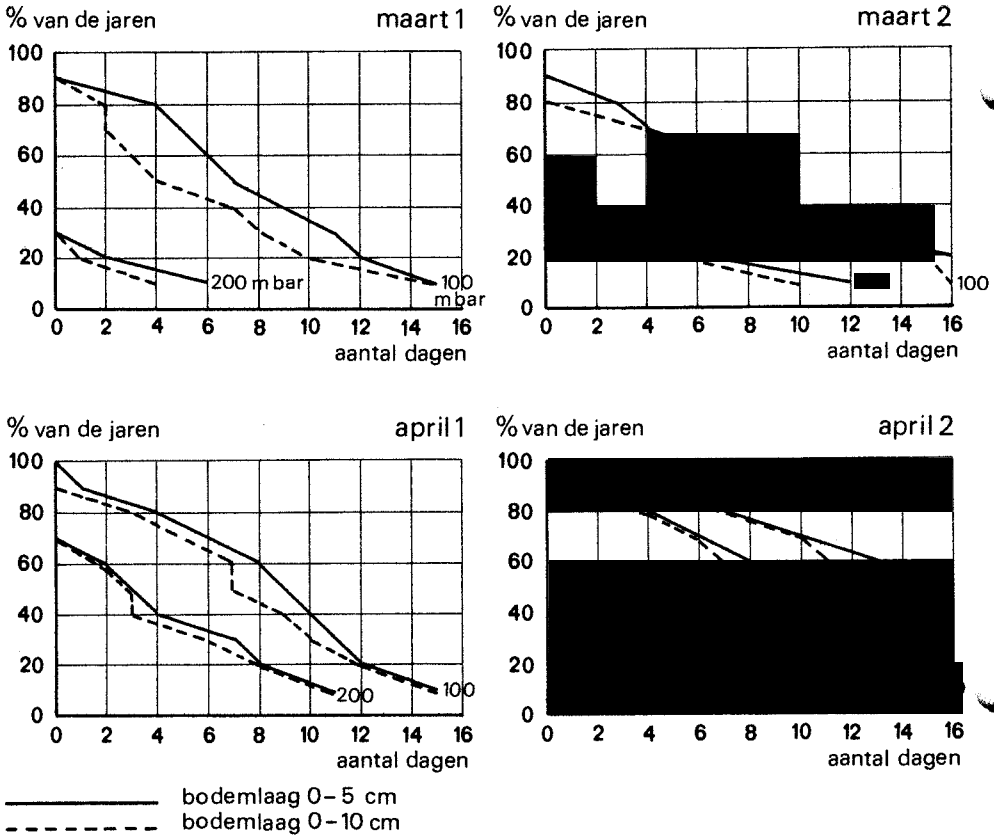 % van de jaren maart 1
100
80
60
40
20
0
200 m bar
100
m bar
0 2 4 6 8 10 12 14 16
aantal dagen
% van de jaren maart 2
100
80
60
40
20
0
100
0 2 4 6 8 10 12 14 16
aantal dagen
% van de jaren april 1
100
80
60
40
20
0
200
100
0 2 4 6 8 10 12 14 16
aantal dagen
% van de jaren april 2
100
80
60
40
20
0
0 2 4 6 8 10 12 14 16
aantal dagen
bodemlaag 0-5 cm
bodemlaag 0-10 cm